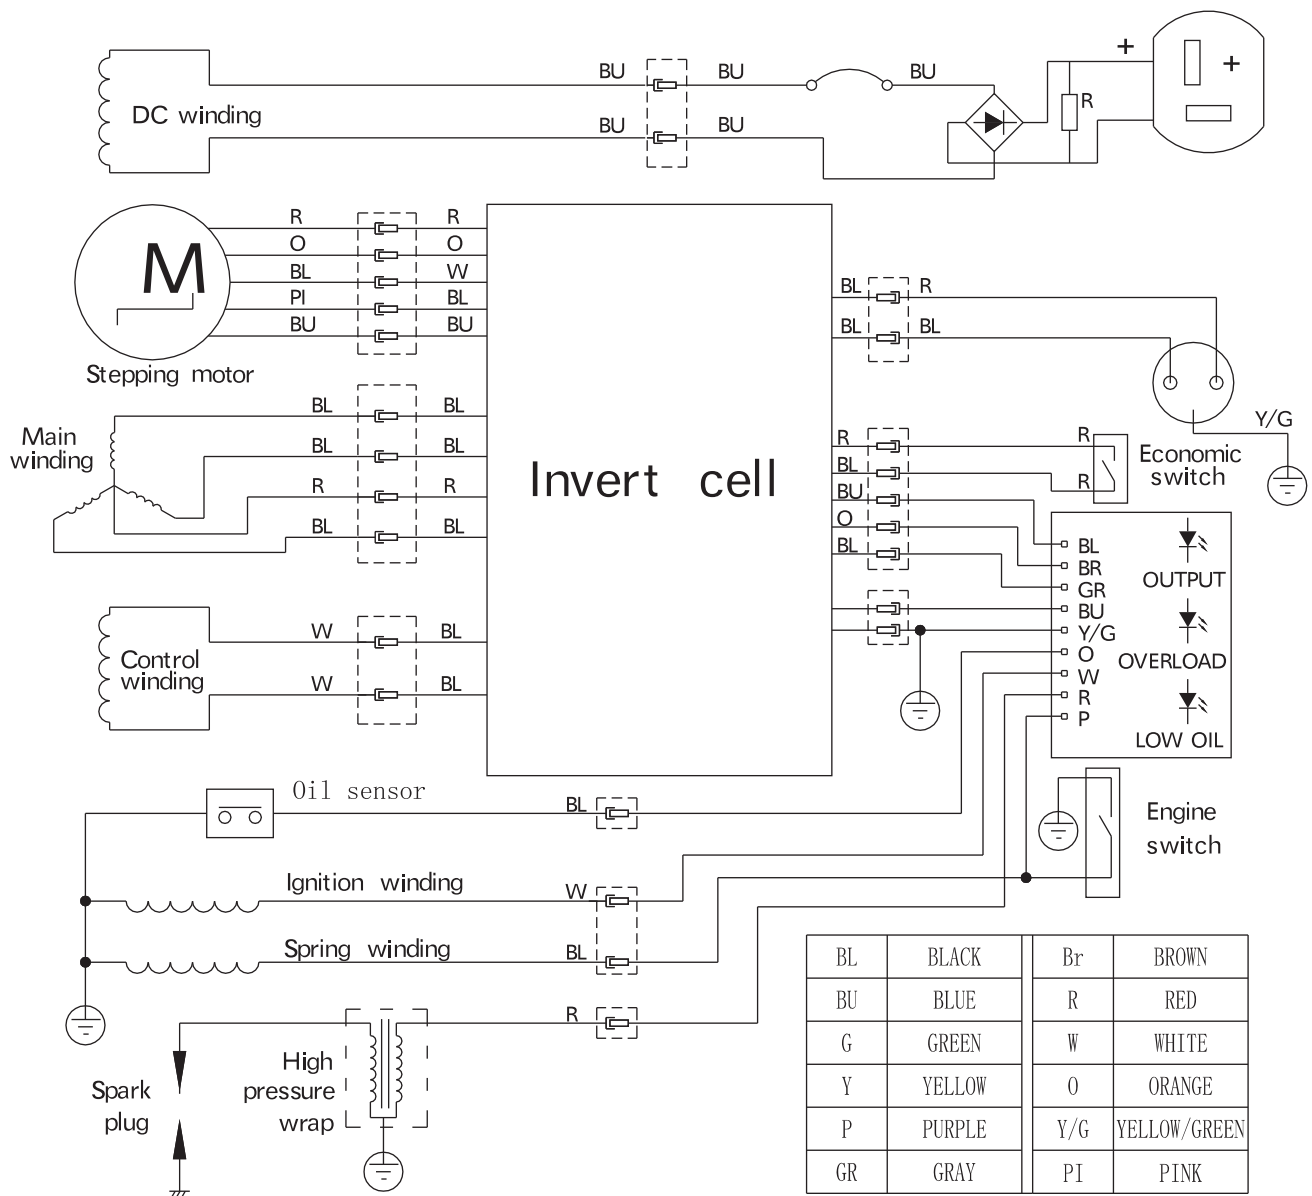 BU BU BU +
DC winding + R
BU BU
R R
O O
M BL W
PI BL
BU BU
BL R
BL BL
Stepping motor
BL BL
Main winding
BL BL
R R
BL BL
Invert cell
Y/G
R R
BL R
BU
O
BL
Economic
switch
BL
BR
GR
BU
Y/G
O
W
R
P
OUTPUT
OVERLOAD
LOW OIL
W BL
Control
winding
W BL
Oil sensor BL
Engine
switch
Ignition winding W
Spring winding BL
R
High
pressure
wrap
Spark
plug
BL BLACK Br BROWN
BU BLUE R RED
G GREEN W WHITE
Y YELLOW O ORANGE
P PURPLE Y/G YELLOW/GREEN
GR GRAY PI PINK